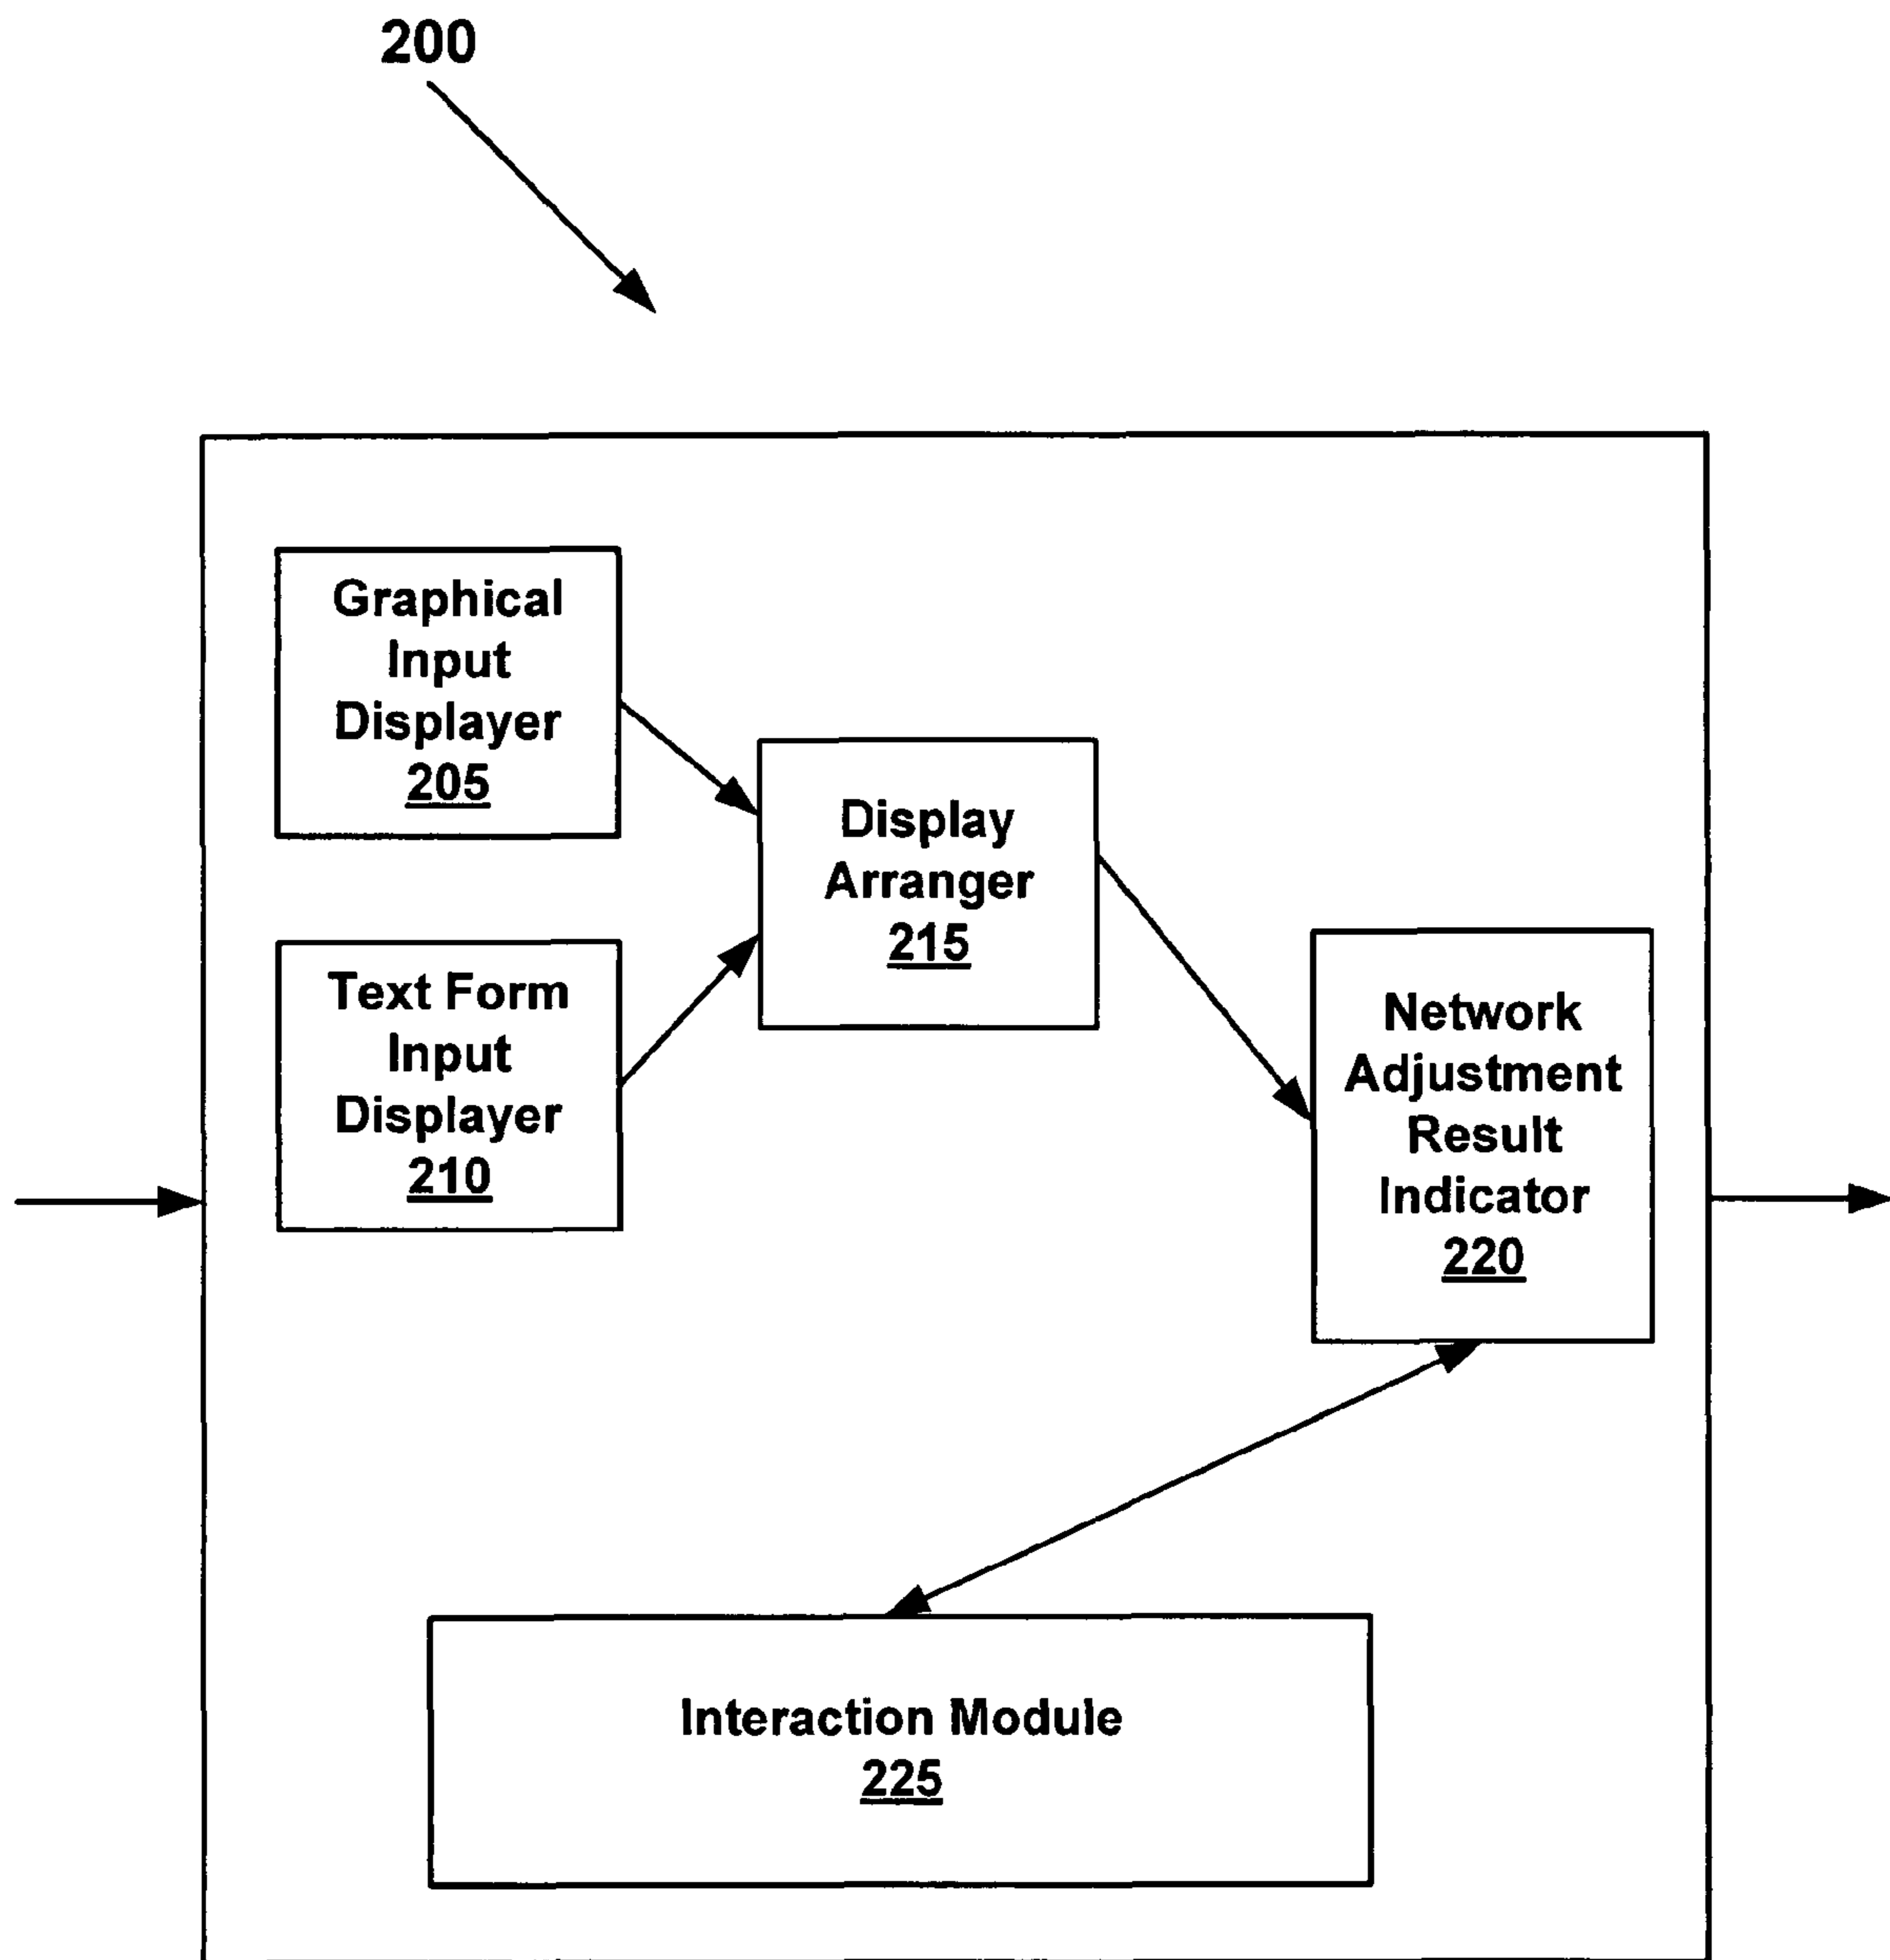 200
Graphical
Input
Displayer
205
Text Form
Input
Displayer
210
Display
Arranger
215
Network
Adjustment
Result
Indicator
220
Interaction Module
225